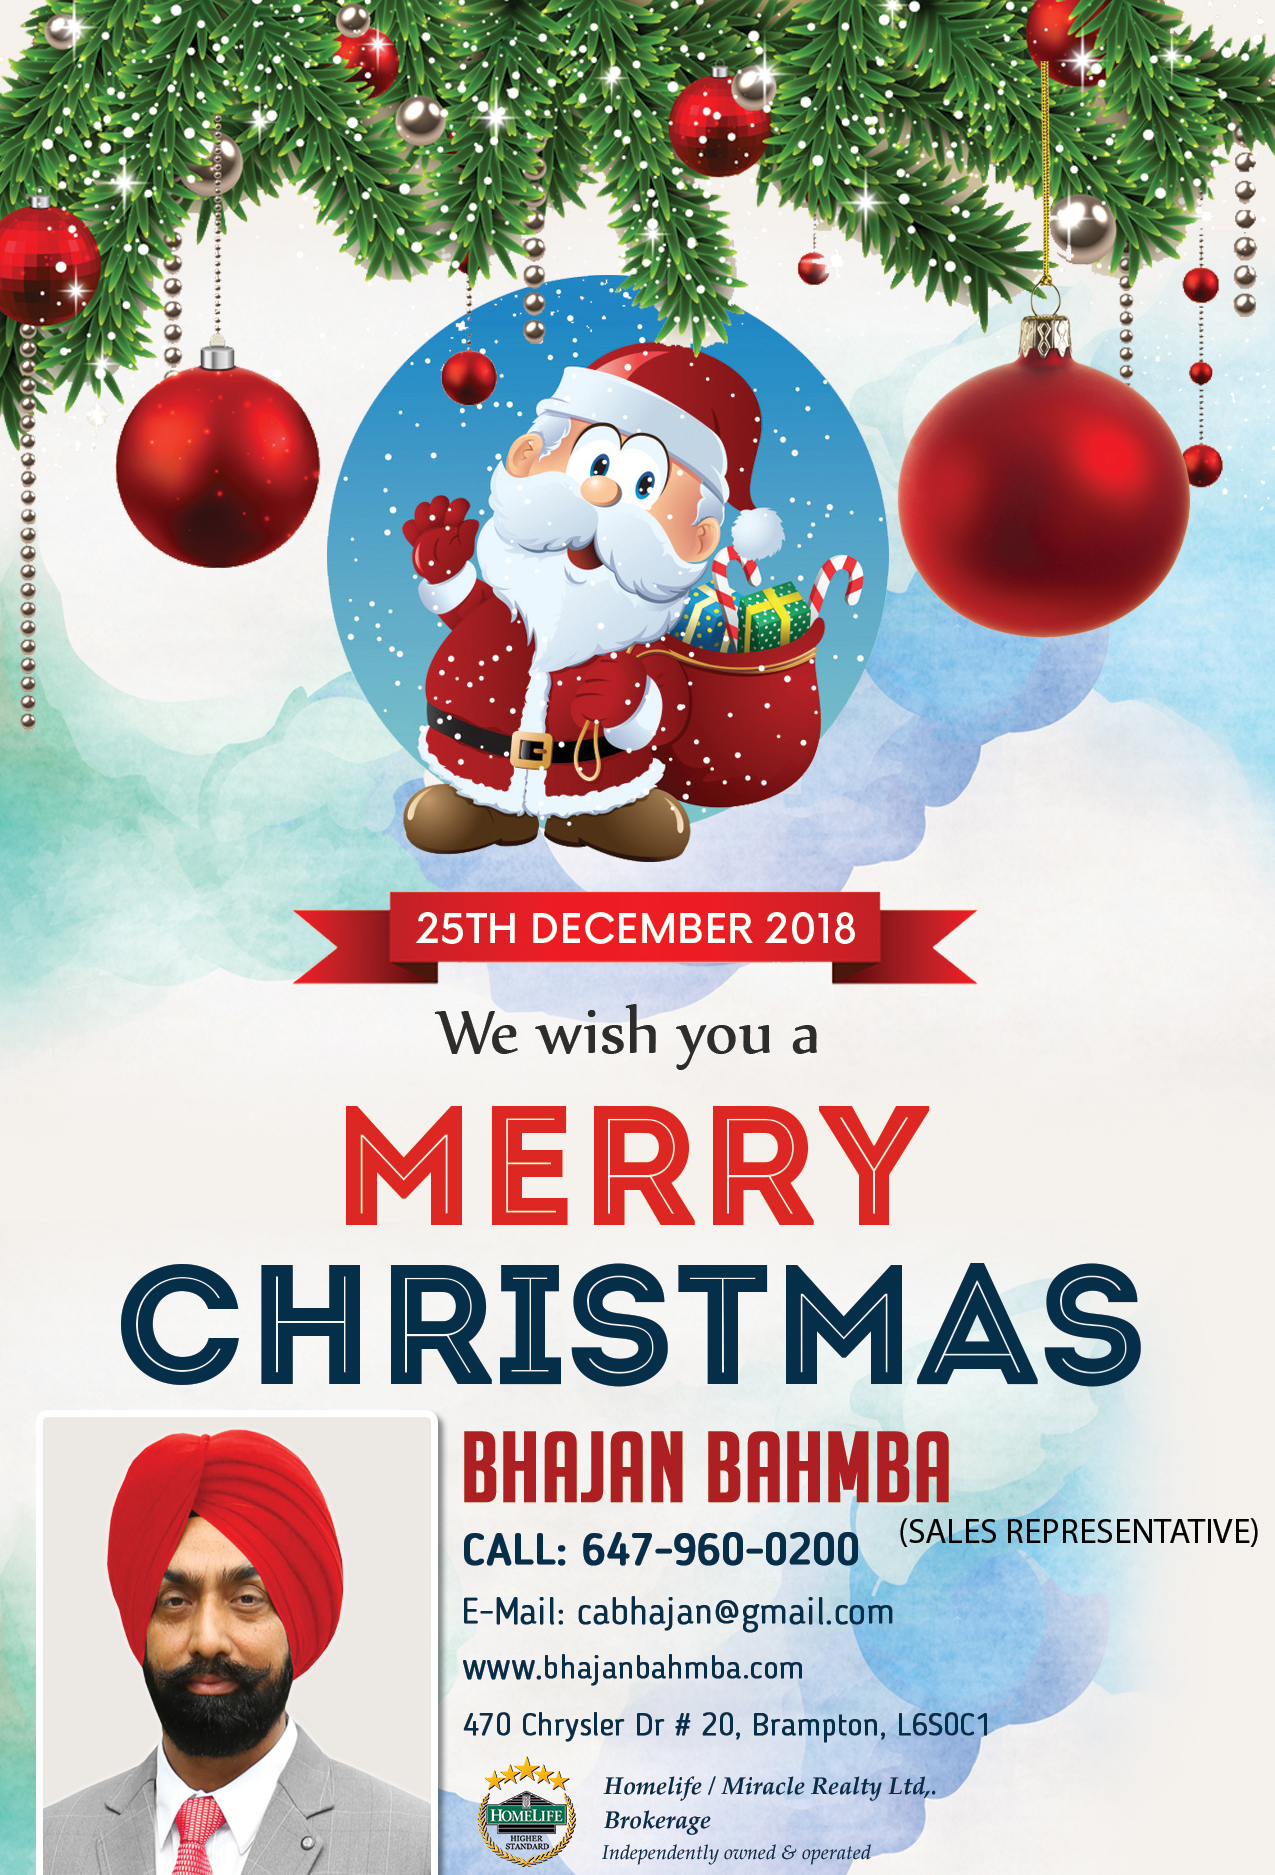 25TH DECEMBER 2018
We wish you a
MERRY
CHRISTMAS
BHAJAN BAHMBA
(SALES REPRESENTATIVE)
CALL: 647-960-0200
E-Mail: cabhajan@gmail.com
www.bhajanbahmba.com
470 Chrysler Dr # 20, Brampton, L6S0C1
HOMELIFE
HIGHER
STANDARD
Homelife / Miracle Realty Ltd,.
Brokerage
Independently owned & operated